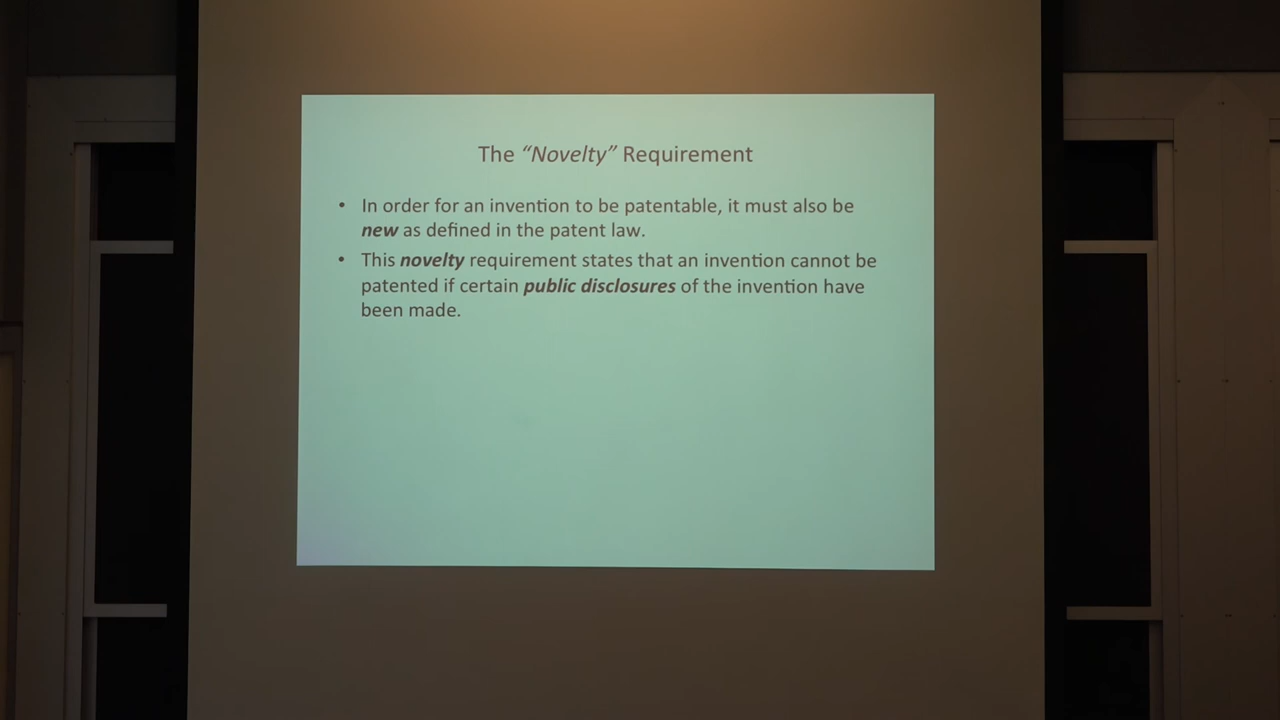 The “Novelty” Requirement
• In order for an invention to be patentable, it must also be
new as defined in the patent law.
• This novelty requirement states that an invention cannot be
patented if certain public disclosures of the invention have
been made.